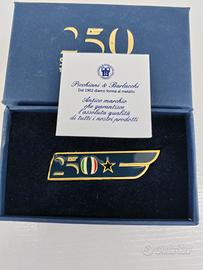 250
Picchiani & Barlacchi
Dal 1902 diamo forma al metallo
Antico marchio
che garantisce
l'assoluta qualità
di tutti i nostri prodotti
250
subito